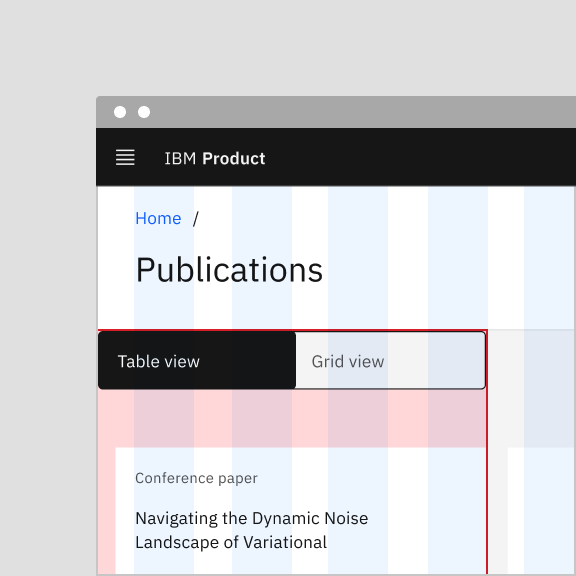 IBM Product
Home /
Publications
Table view
Grid view
Conference paper
Navigating the Dynamic Noise
Landscape of Variational